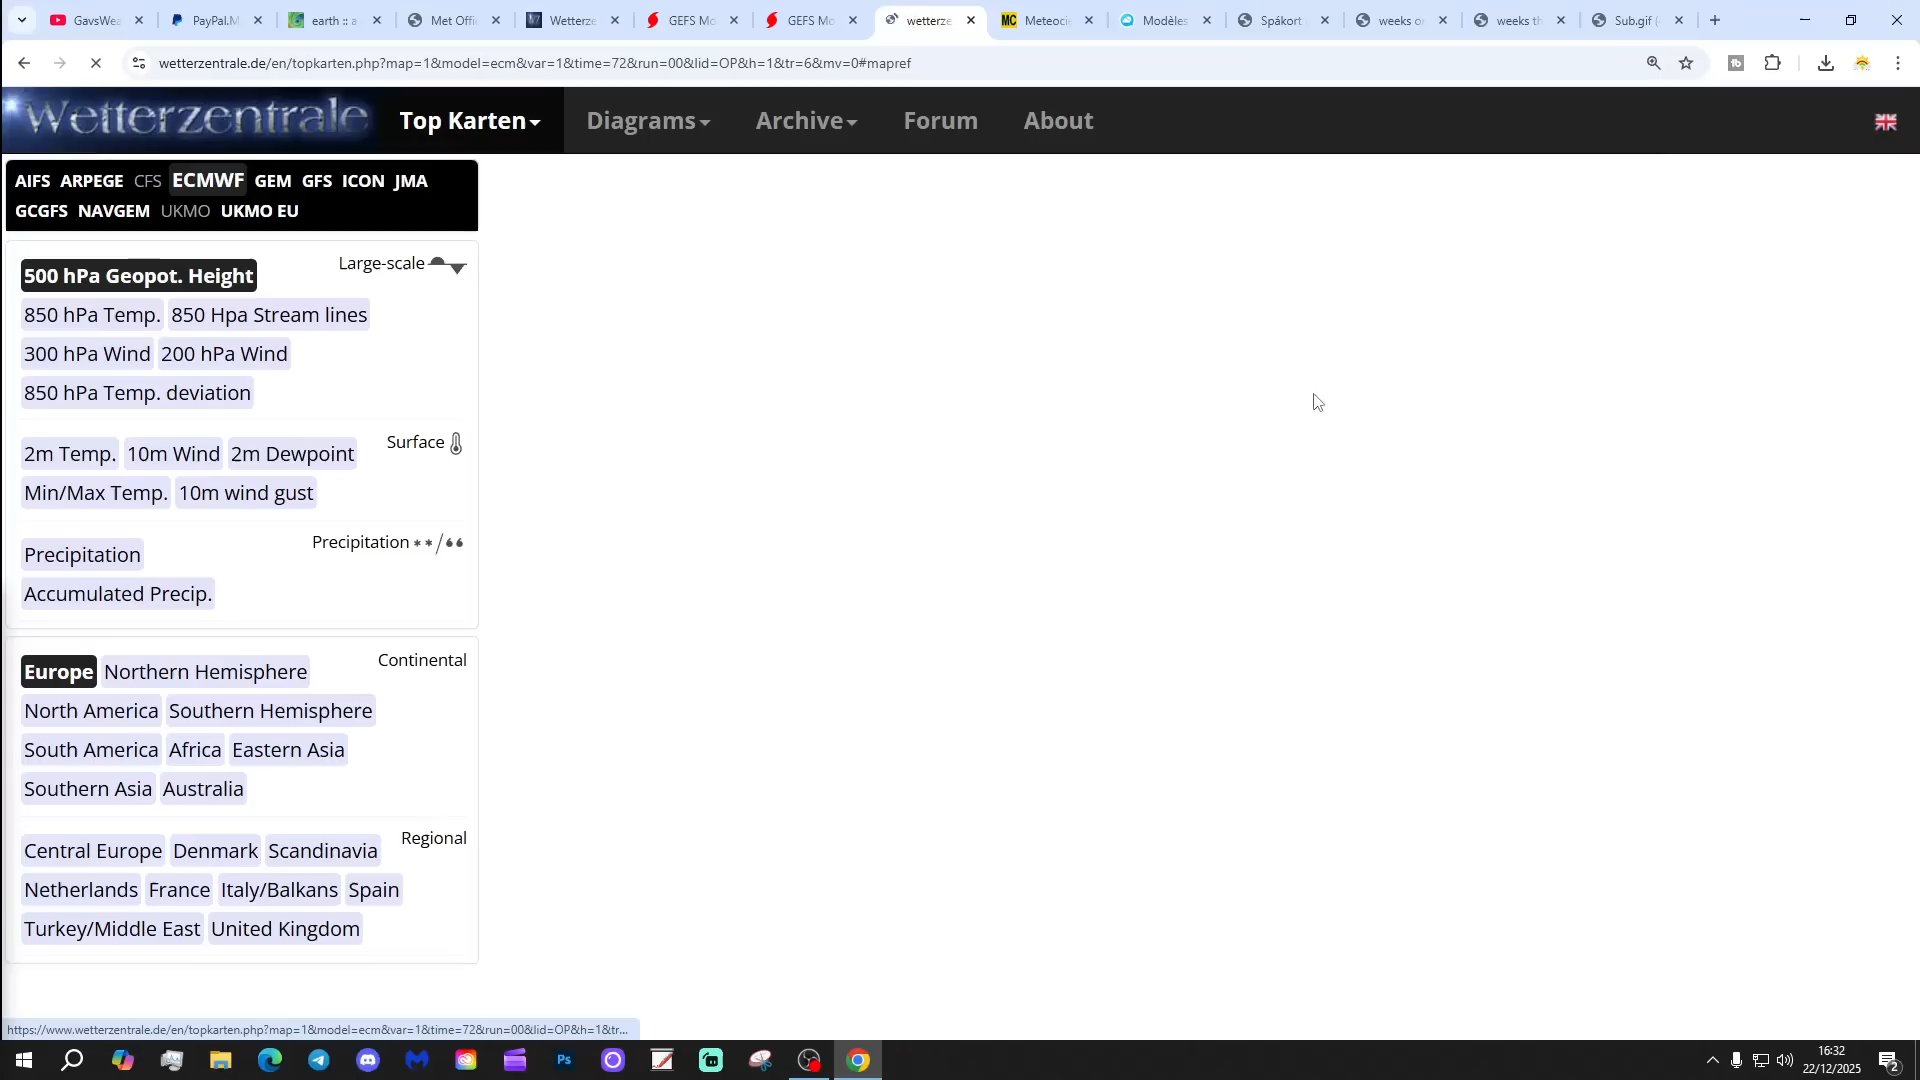 GavsWea
PayPal.M
earth :: a
Met Offi
Wetterze
GEFS Mo
GEFS Mo
wetterze
MC Meteocie
Modèles
Spákort
weeks o
weeks th
Sub.gif (
wetterzentrale.de/en/topkarten.php?map=1&model=ecm&var=1&time=72&run=00&lid=OP&h=1&tr=6&mv=0#mapref
Wetterzentrale Top Karten Diagrams Archive Forum About
AIFS ARPEGE CFS ECMWF GEM GFS ICON JMA
GCGFS NAVGEM UKMO UKMO EU
Large-scale
500 hPa Geopot. Height
850 hPa Temp. 850 Hpa Stream lines
300 hPa Wind 200 hPa Wind
850 hPa Temp. deviation
Surface
2m Temp. 10m Wind 2m Dewpoint
Min/Max Temp. 10m wind gust
Precipitation
Precipitation
Accumulated Precip.
Continental
Europe Northern Hemisphere
North America Southern Hemisphere
South America Africa Eastern Asia
Southern Asia Australia
Regional
Central Europe Denmark Scandinavia
Netherlands France Italy/Balkans Spain
Turkey/Middle East United Kingdom
https://www.wetterzentrale.de/en/topkarten.php?map=1&model=ecm&var=1&time=72&run=00&lid=OP&h=1&tr...
Ps
16:32
22/12/2025
2